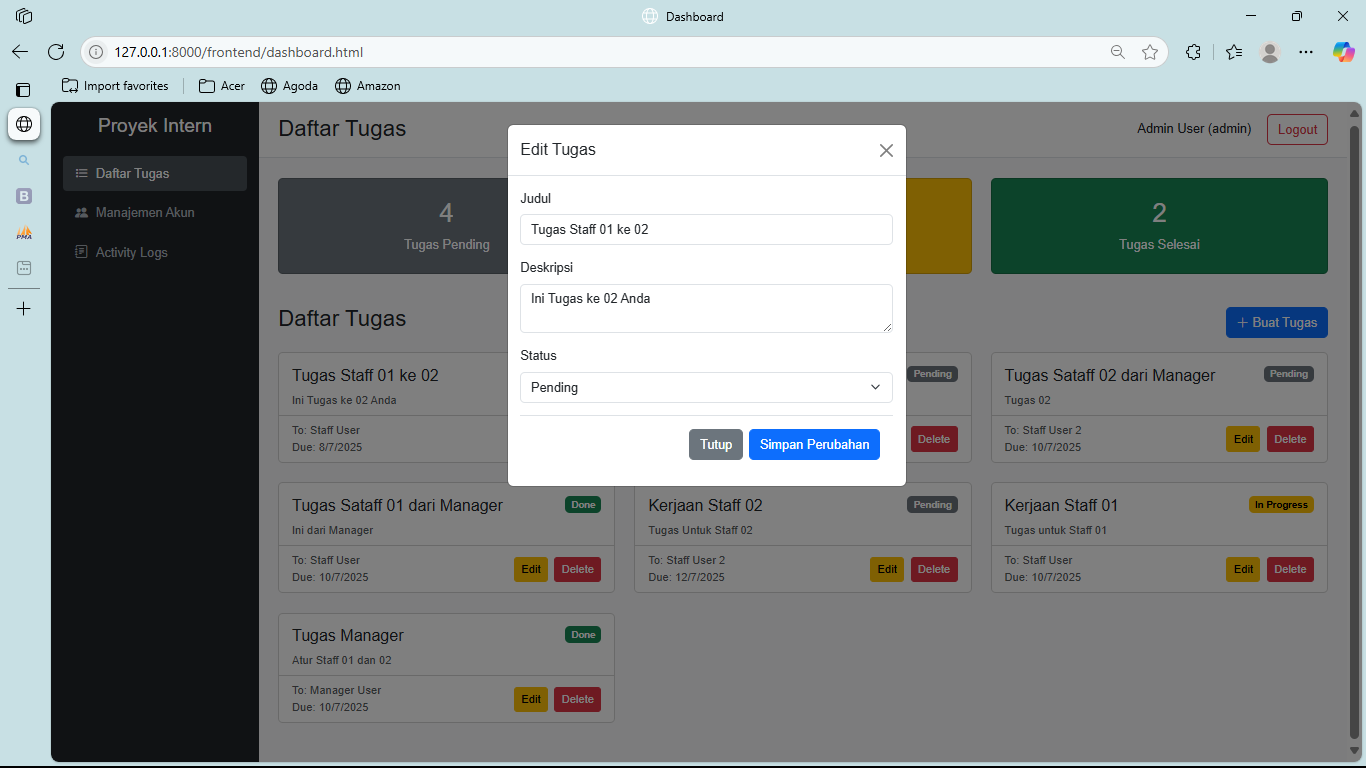 Dashboard
127.0.0.1:8000/frontend/dashboard.html
Import favorites
Acer
Agoda
Amazon
B
PMA
Proyek Intern
Daftar Tugas
Manajemen Akun
Activity Logs
Daftar Tugas
Admin User (admin)
Logout
4
Tugas Pending
2
Tugas Selesai
Daftar Tugas
+ Buat Tugas
Edit Tugas
Judul
Tugas Staff 01 ke 02
Deskripsi
Ini Tugas ke 02 Anda
Status
Pending
Tutup
Simpan Perubahan
Tugas Staff 01 ke 02
Ini Tugas ke 02 Anda
To: Staff User
Due: 8/7/2025
Pending
Delete
Tugas Sataff 02 dari Manager
Pending
Tugas 02
To: Staff User 2
Due: 10/7/2025
Edit
Delete
Tugas Sataff 01 dari Manager
Done
Ini dari Manager
To: Staff User
Due: 10/7/2025
Edit
Delete
Kerjaan Staff 02
Pending
Tugas Untuk Staff 02
To: Staff User 2
Due: 12/7/2025
Edit
Delete
Kerjaan Staff 01
In Progress
Tugas untuk Staff 01
To: Staff User
Due: 10/7/2025
Edit
Delete
Tugas Manager
Done
Atur Staff 01 dan 02
To: Manager User
Due: 10/7/2025
Edit
Delete